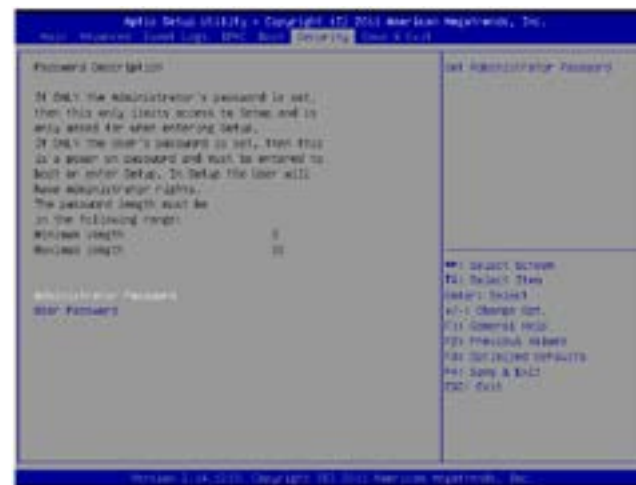 Aptio Setup Utility - Copyright (C) 2011 American Megatrends, Inc.
Main Advanced Event Logs IPMI Boot Security Save & Exit
Password Description
If ONLY the Administrator's password is set,
then this only limits access to Setup and is
only asked for when entering Setup.
If ONLY the User's password is set, then this
is a power on password and must be entered to
boot or enter Setup. In Setup the User will
have Administrator rights.
The password length must be
in the following range:
Minimum length
Maximum length
Administrator Password
User Password
Set Administrator Password
: Select Screen
: Select Item
Enter: Select
+/-: Change Opt.
F1: General Help
F2: Previous Values
F3: Optimized Defaults
F4: Save & Exit
ESC: Exit
Version Copyright (C) 2011 American Megatrends, Inc.